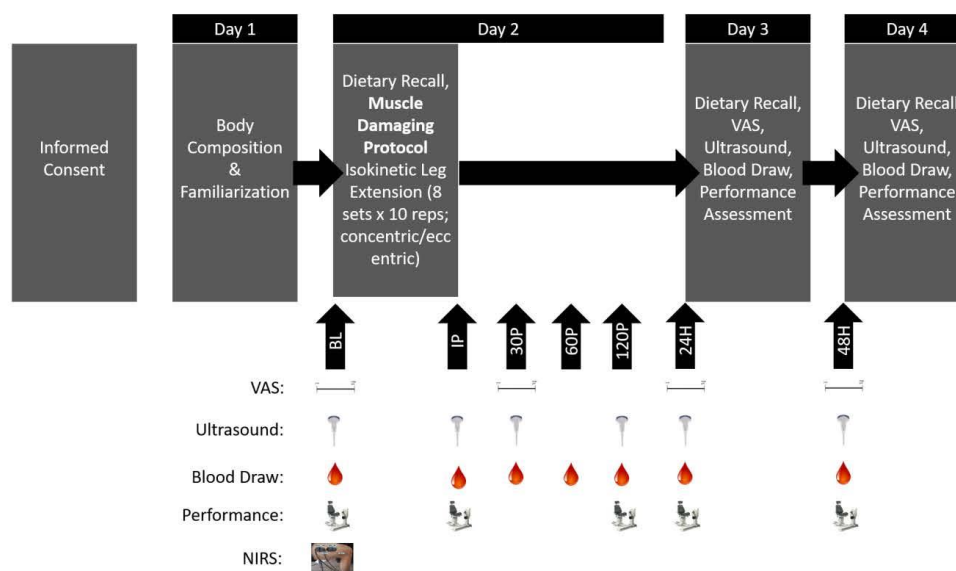 Day 1
Day 2
Day 3
Day 4
Informed
Consent
Body
Composition
&
Familiarization
Dietary Recall,
Muscle
Damaging
Protocol
Isokinetic Leg
Extension (8
sets x 10 reps;
concentric/ecc
entric)
Dietary Recall,
VAS,
Ultrasound,
Blood Draw,
Performance
Assessment
Dietary Recall,
VAS,
Ultrasound,
Blood Draw,
Performance
Assessment
BL
IP
30P
60P
120P
24H
48H
VAS:
Ultrasound:
Blood Draw:
Performance:
NIRS: